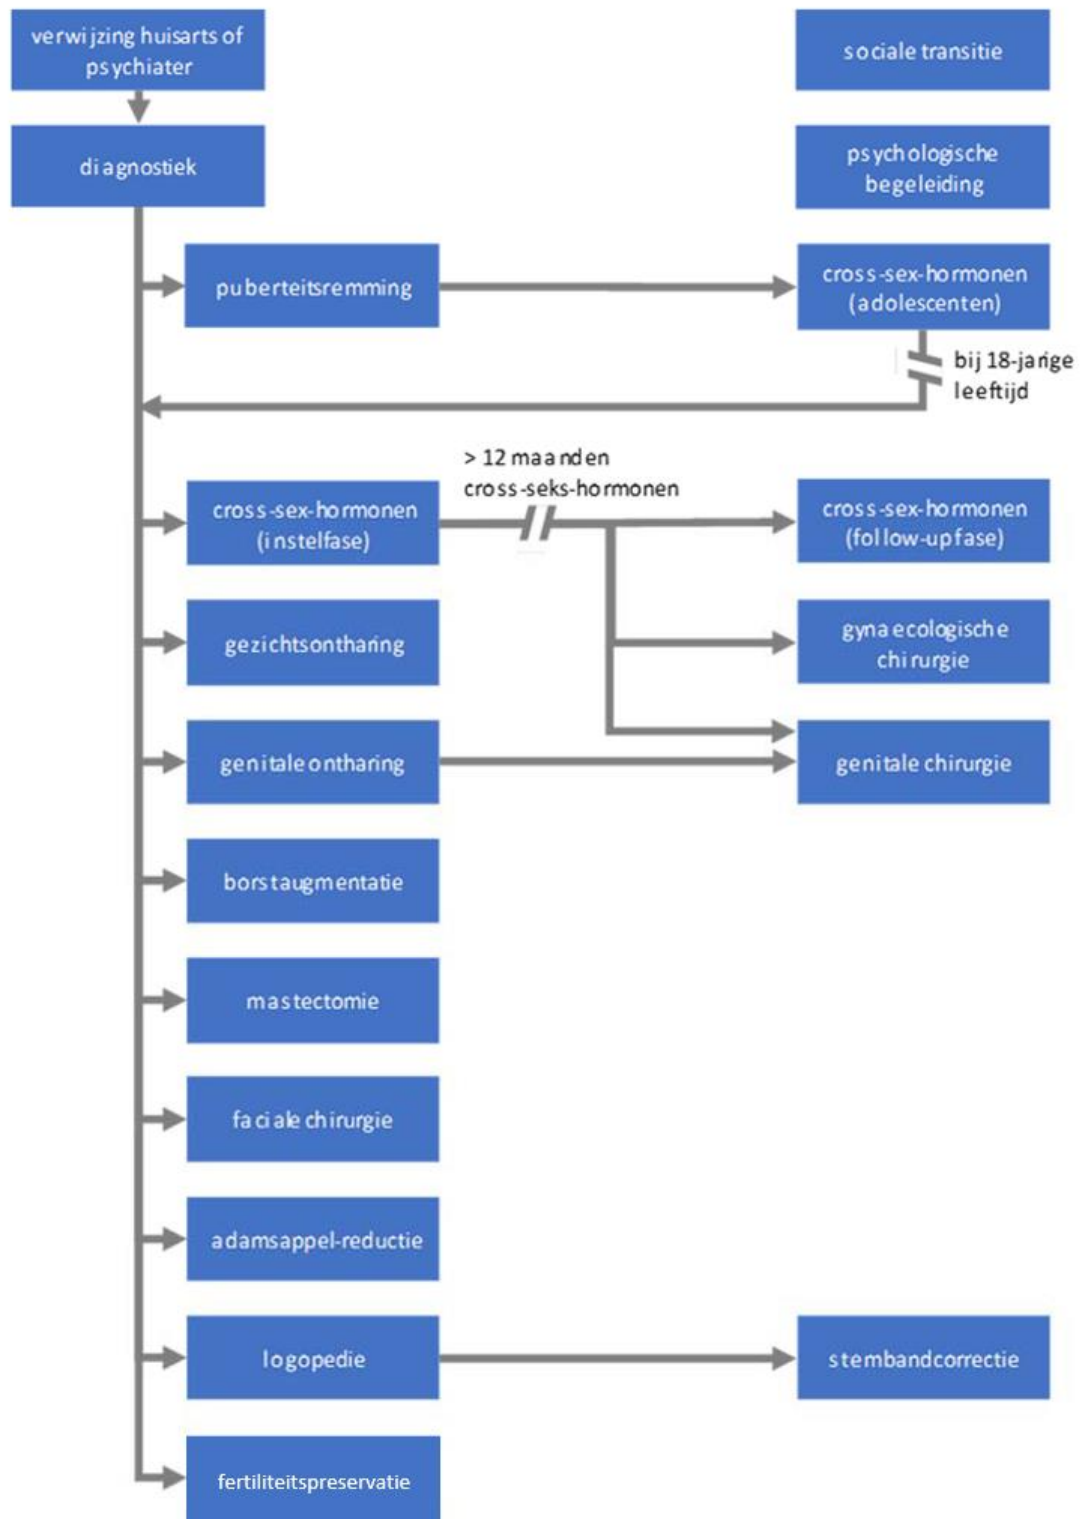 verwijzing huisarts of
psychiater
sociale transitie
diagnostiek
psychologische
begeleiding
puberteitsremming
cross-sex-hormonen
(adolescenten)
bij 18-jarige
leeftijd
> 12 maanden
cross-seks-hormonen
cross-sex-hormonen
(instelfase)
cross-sex-hormonen
(follow-up fase)
gezichtsontharing
gynaecologische
chirurgie
genitale ontharing
genitale chirurgie
borstaugmentatie
mastectomie
faciale chirurgie
adamsappel-reductie
logopedie
stembandcorrectie
fertiliteitspreservatie